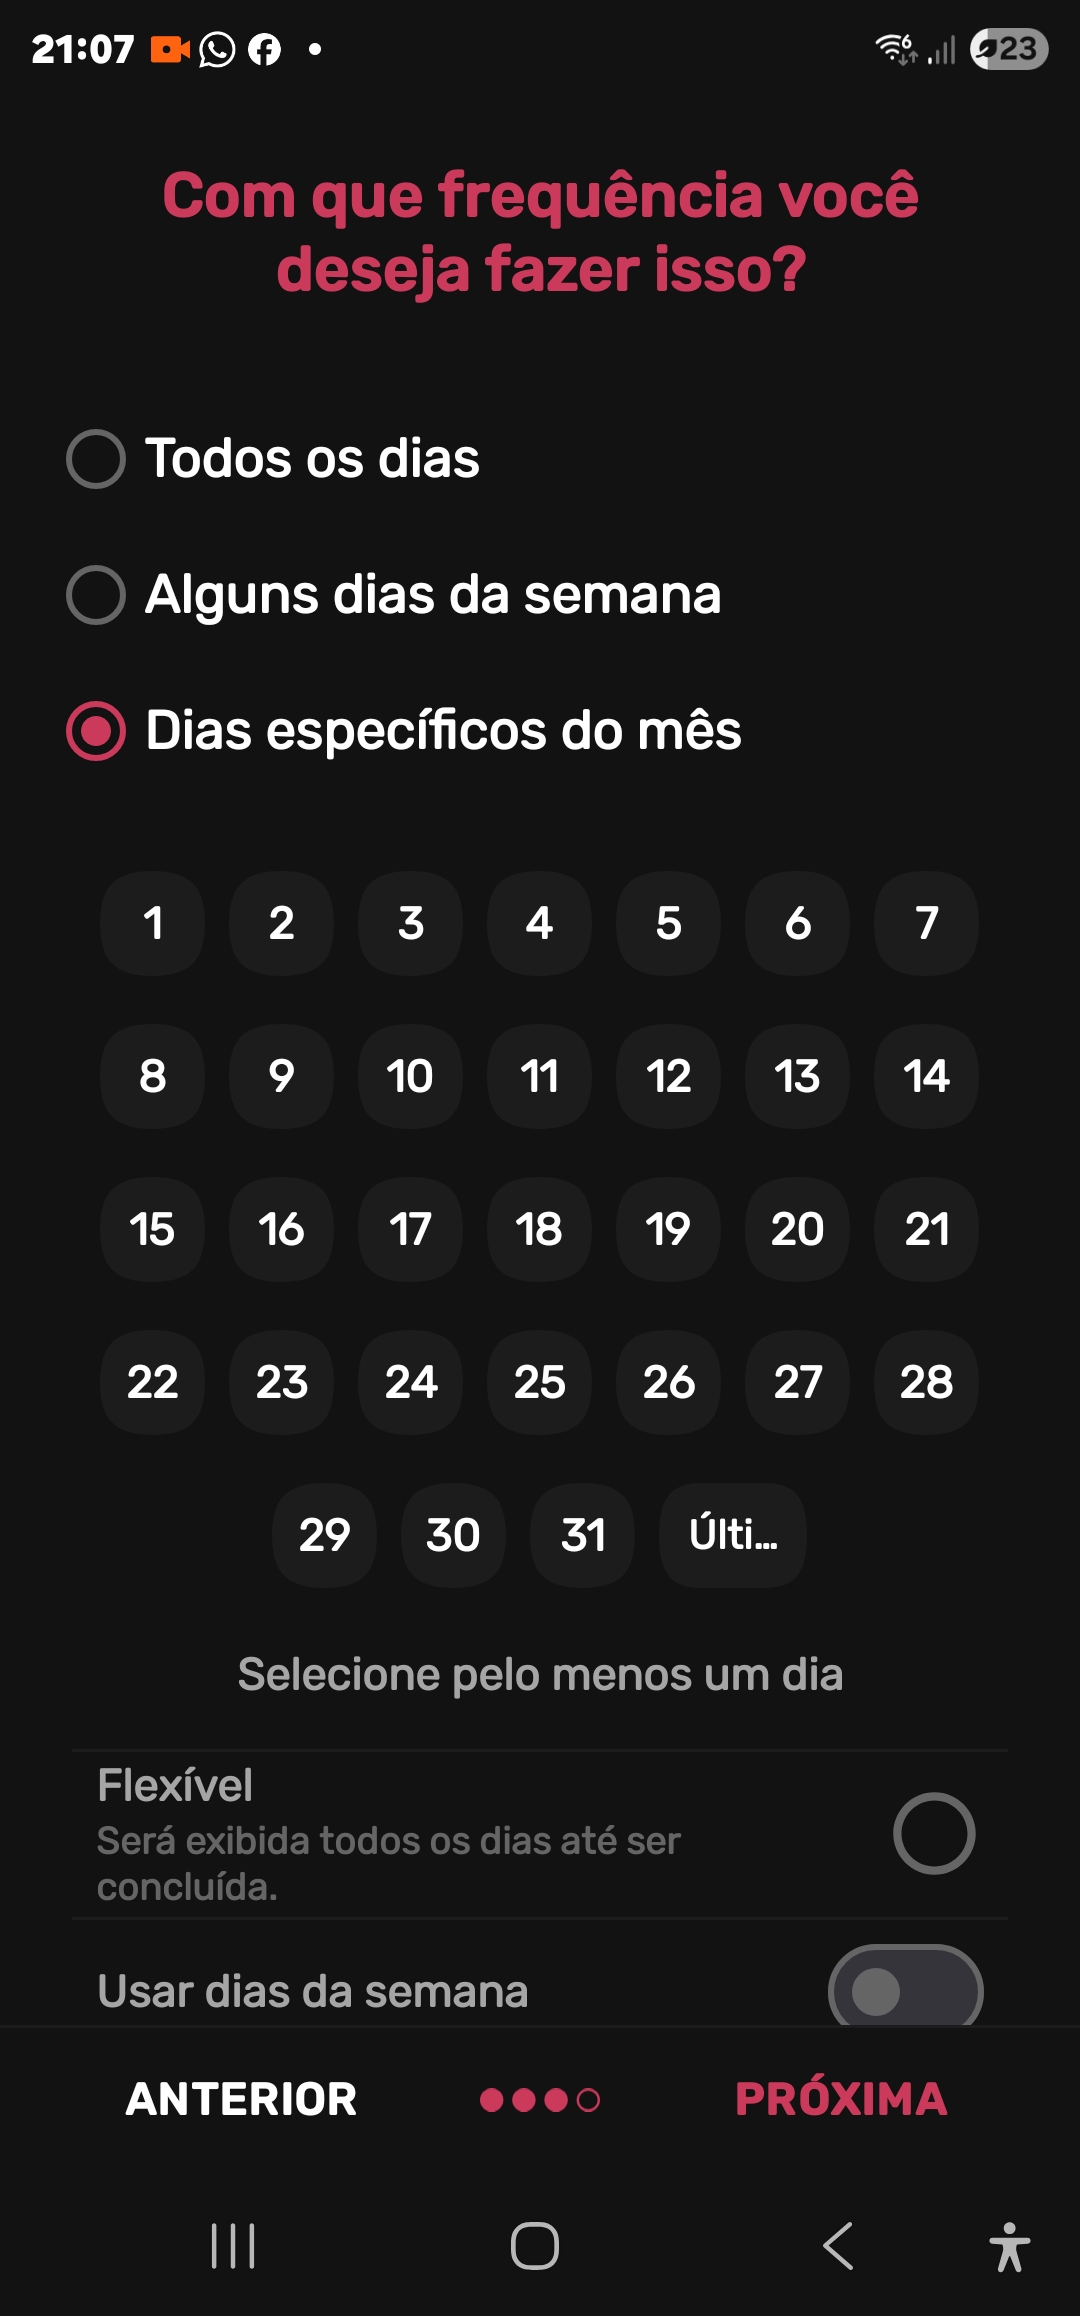 21:07
6
23
Com que frequência você
deseja fazer isso?
Todos os dias
Alguns dias da semana
Dias específicos do mês
1 2 3 4 5 6 7
8 9 10 11 12 13 14
15 16 17 18 19 20 21
22 23 24 25 26 27 28
29 30 31 Últi...
Selecione pelo menos um dia
Flexível
Será exibida todos os dias até ser
concluída.
Usar dias da semana
ANTERIOR
PRÓXIMA